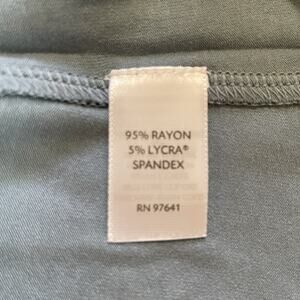 95% RAYON
5% LYCRA®
SPANDEX
RN 97641